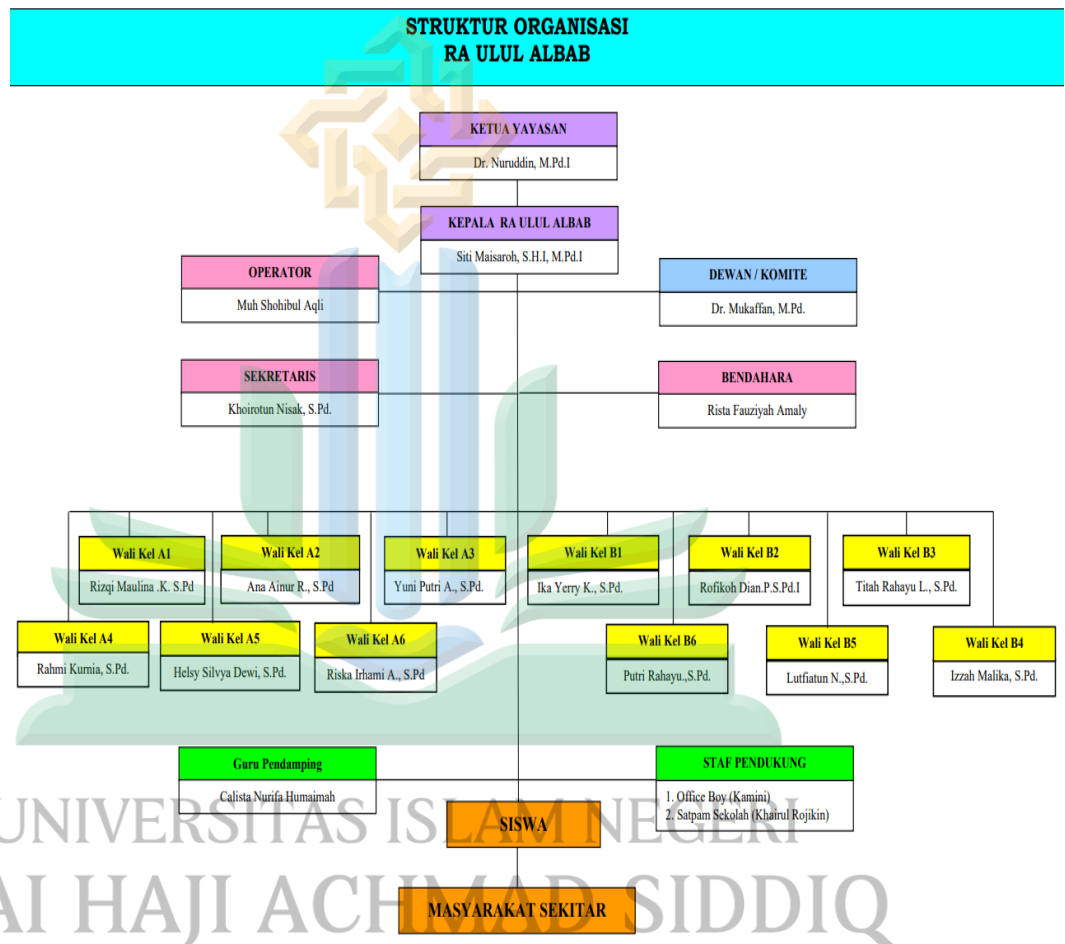 STRUKTUR ORGANISASI
RA ULUL ALBAB
KETUA YAYASAN
Dr. Nuruddin, M.Pd.I
KEPALA RA ULUL ALBAB
Siti Maisaroh, S.H.I, M.Pd.I
OPERATOR
Muh Shohibul Aqli
DEWAN / KOMITE
Dr. Mukaffan, M.Pd.
SEKRETARIS
Khoirotun Nisak, S.Pd.
BENDAHARA
Rista Fauziyah Amaly
Wali Kel A1
Rizqi Maulina .K. S.Pd
Wali Kel A2
Ana Ainur R., S.Pd
Wali Kel A3
Yuni Putri A., S.Pd.
Wali Kel B1
Ika Yerry K., S.Pd.
Wali Kel B2
Rofikoh Dian.P.S.Pd.I
Wali Kel B3
Titah Rahayu L., S.Pd.
Wali Kel A4
Rahmi Kurnia, S.Pd.
Wali Kel A5
Helsy Silvya Dewi, S.Pd.
Wali Kel A6
Riska Irhami A., S.Pd
Wali Kel B6
Putri Rahayu.,S.Pd.
Wali Kel B5
Lutfiatun N.,S.Pd.
Wali Kel B4
Izzah Malika, S.Pd.
Guru Pendamping
Calista Nurifa Humaimah
STAF PENDUKUNG
1. Office Boy (Kamini)
2. Satpam Sekolah (Khairul Rojikin)
SISWA
MASYARAKAT SEKITAR
UNIVERSITAS ISLAM NEGERI
AI HAJI ACHMAD SIDDIQ